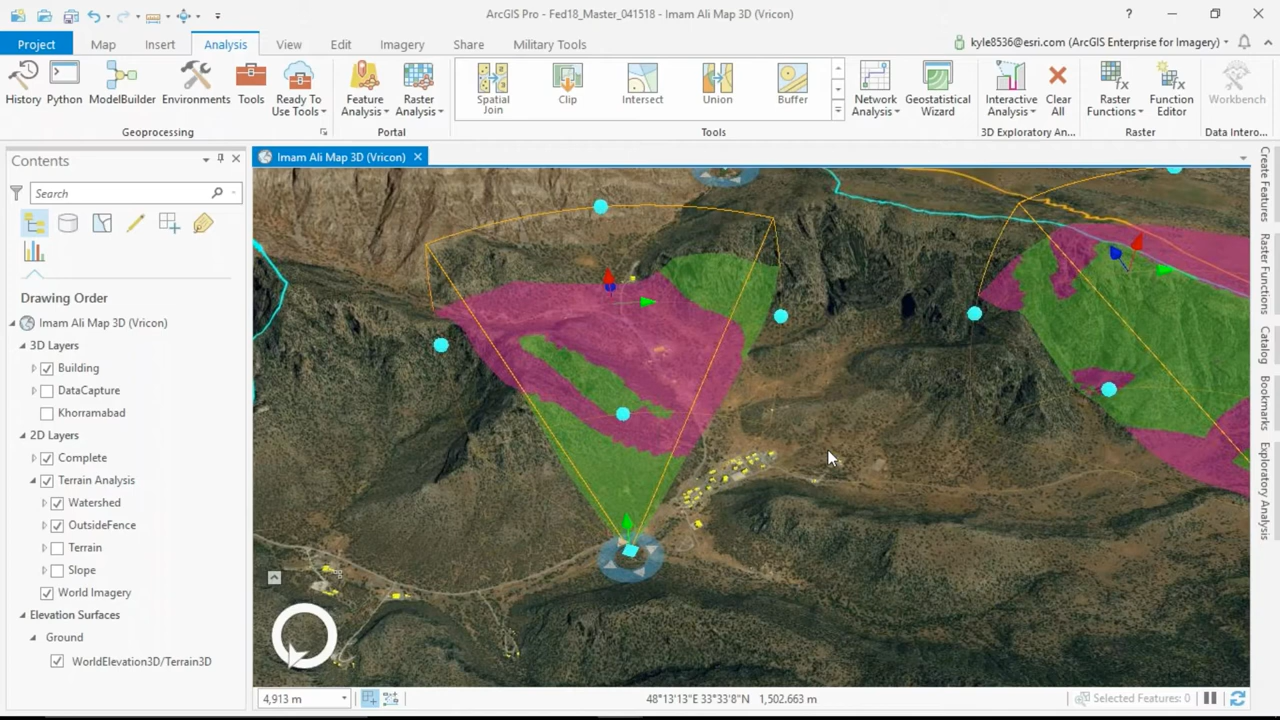 ArcGIS Pro - Fed18_Master_041518 - Imam Ali Map 3D (Vricon)
?
Project
Map
Insert
Analysis
View
Edit
Imagery
Share
Military Tools
kyle8536@esri.com (ArcGIS Enterprise for Imagery)
History
Python
ModelBuilder
Environments
Tools
Ready To Use Tools
Feature Analysis
Raster Analysis
Spatial Join
Clip
Intersect
Union
Buffer
Network Analysis
Geostatistical Wizard
Interactive Analysis
Clear All
Raster Functions
Function Editor
Workbench
Geoprocessing
Portal
Tools
3D Exploratory An...
Raster
Data Intero...
Contents
Search
Drawing Order
Imam Ali Map 3D (Vricon)
3D Layers
Building
DataCapture
Khorramabad
2D Layers
Complete
Terrain Analysis
Watershed
OutsideFence
Terrain
Slope
World Imagery
Elevation Surfaces
Ground
WorldElevation3D/Terrain3D
Imam Ali Map 3D (Vricon)
Create Features
Raster Functions
Catalog
Bookmarks
Exploratory Analysis
4,913 m
48°13'13"E 33°33'8"N
1,502.663 m
Selected Features: 0